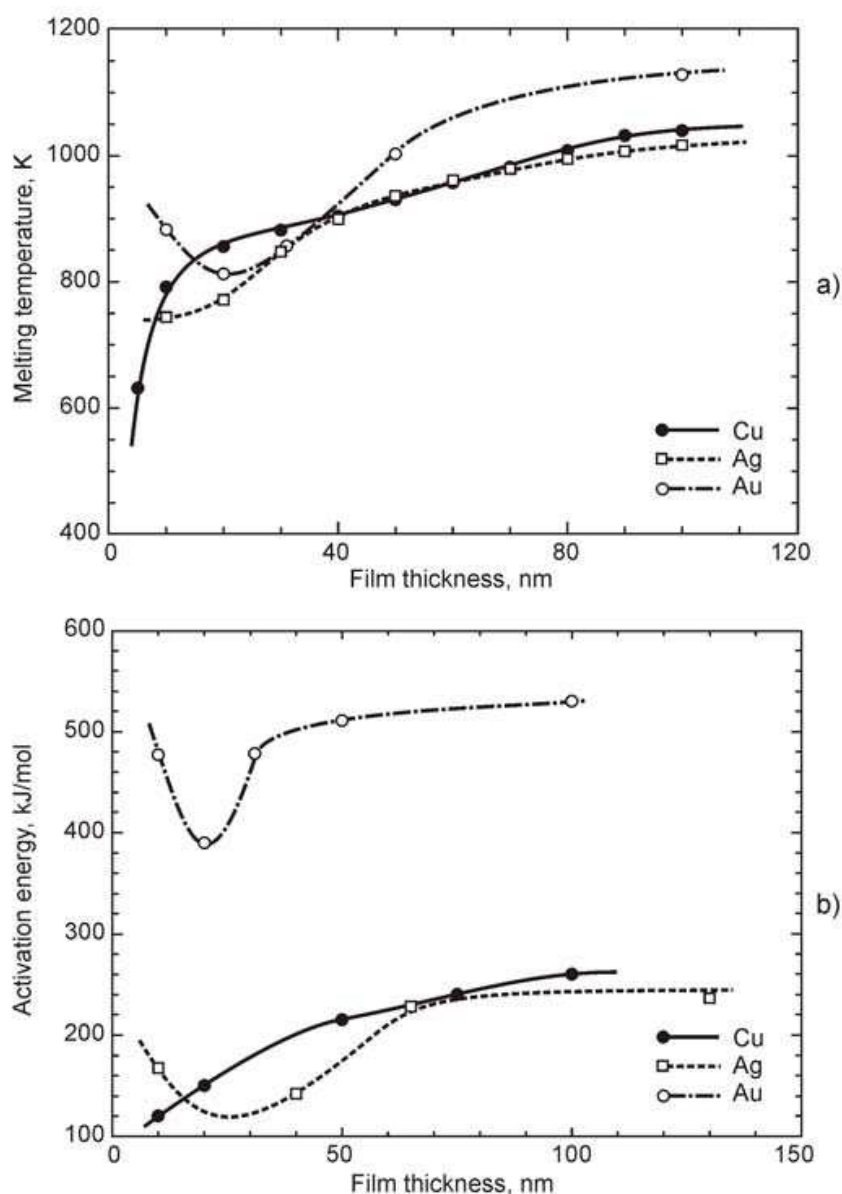 1200
1000
800
600
400
Melting temperature, K
0
40
80
120
Film thickness, nm
Cu
Ag
Au
a)
600
500
400
300
200
100
Activation energy, kJ/mol
0
50
100
150
Film thickness, nm
Cu
Ag
Au
b)